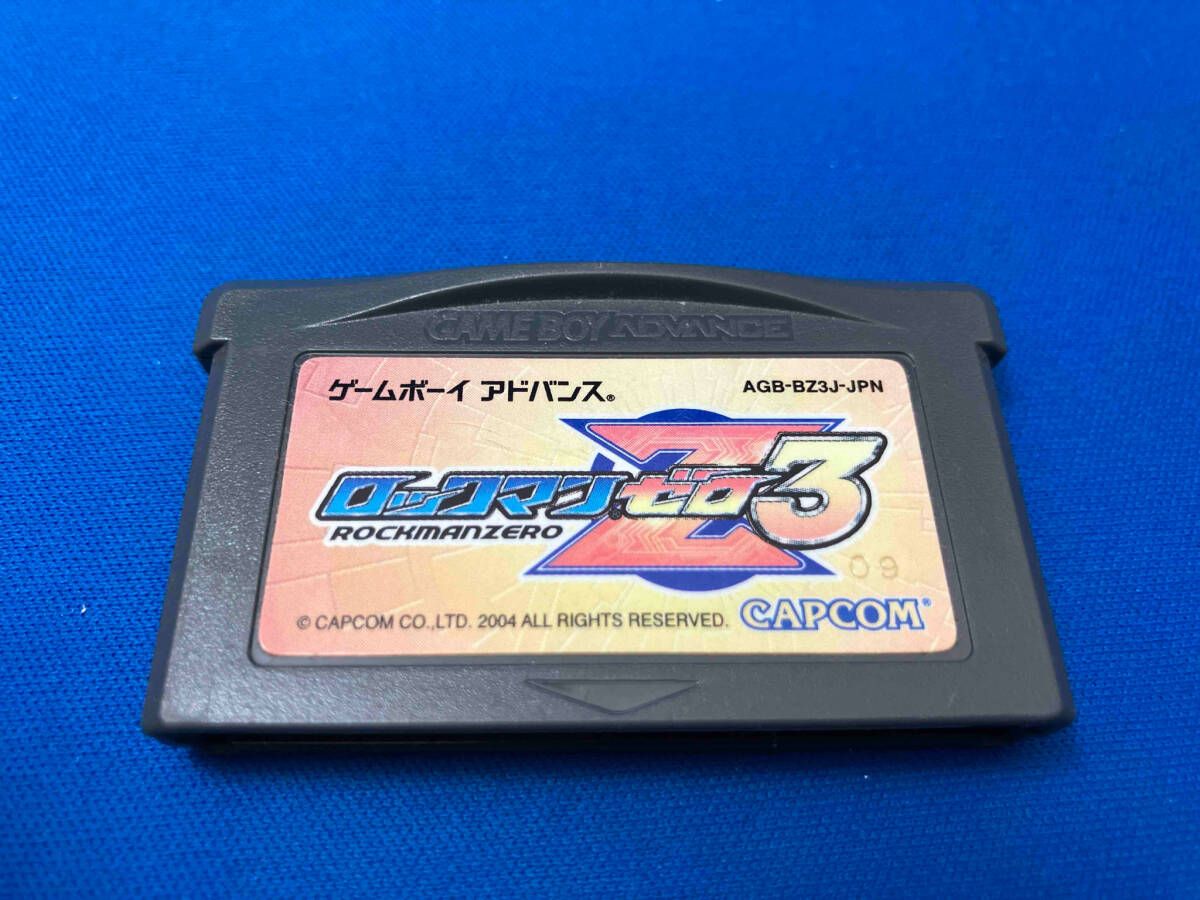 GAME BOY ADVANCE
ゲームボーイ アドバンス®
AGB-BZ3J-JPN
ロックマン ゼロ3
ROCKMANZERO
09
© CAPCOM CO.,LTD. 2004 ALL RIGHTS RESERVED.
CAPCOM®